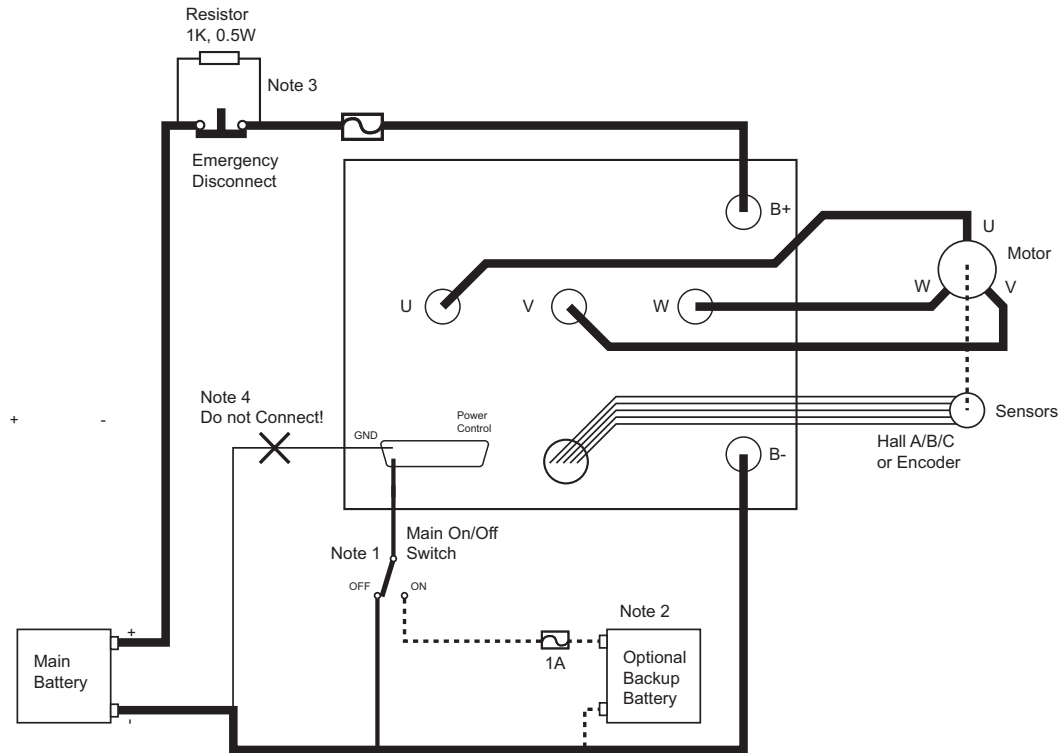 Resistor
1K, 0.5W
Note 3
Emergency
Disconnect
B+
U
Motor
W
V
U
V
W
Note 4
Do not Connect!
+
-
GND
Power
Control
Sensors
Hall A/B/C
or Encoder
B-
Main On/Off
Switch
Note 1
OFF
ON
Note 2
1A
Optional
Backup
Battery
+
Main
Battery
-